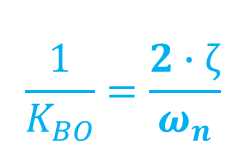 1 / K_BO = 2 · ζ / ω_n